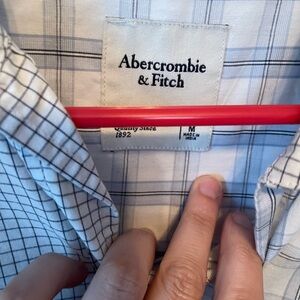 Abercrombie
& Fitch
Quality Since
1892
M
MADE IN
INDIA